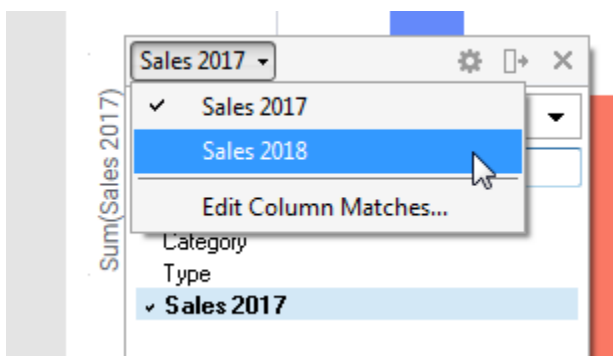 Sales 2017
Sales 2017
Sales 2018
Edit Column Matches...
Category
Type
Sales 2017
Sum(Sales 2017)